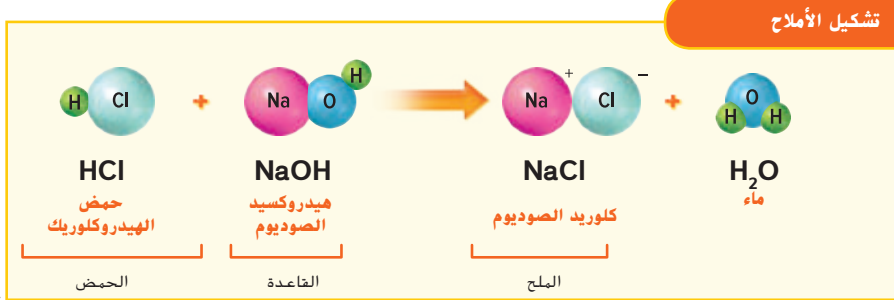 تشكيل الأملاح
H Cl + Na O H Na + Cl − + O H H
HCl NaOH NaCl H₂O
حمض الهيدروكلوريك
هيدروكسيد الصوديوم
كلوريد الصوديوم
ماء
الحمض
القاعدة
الملح